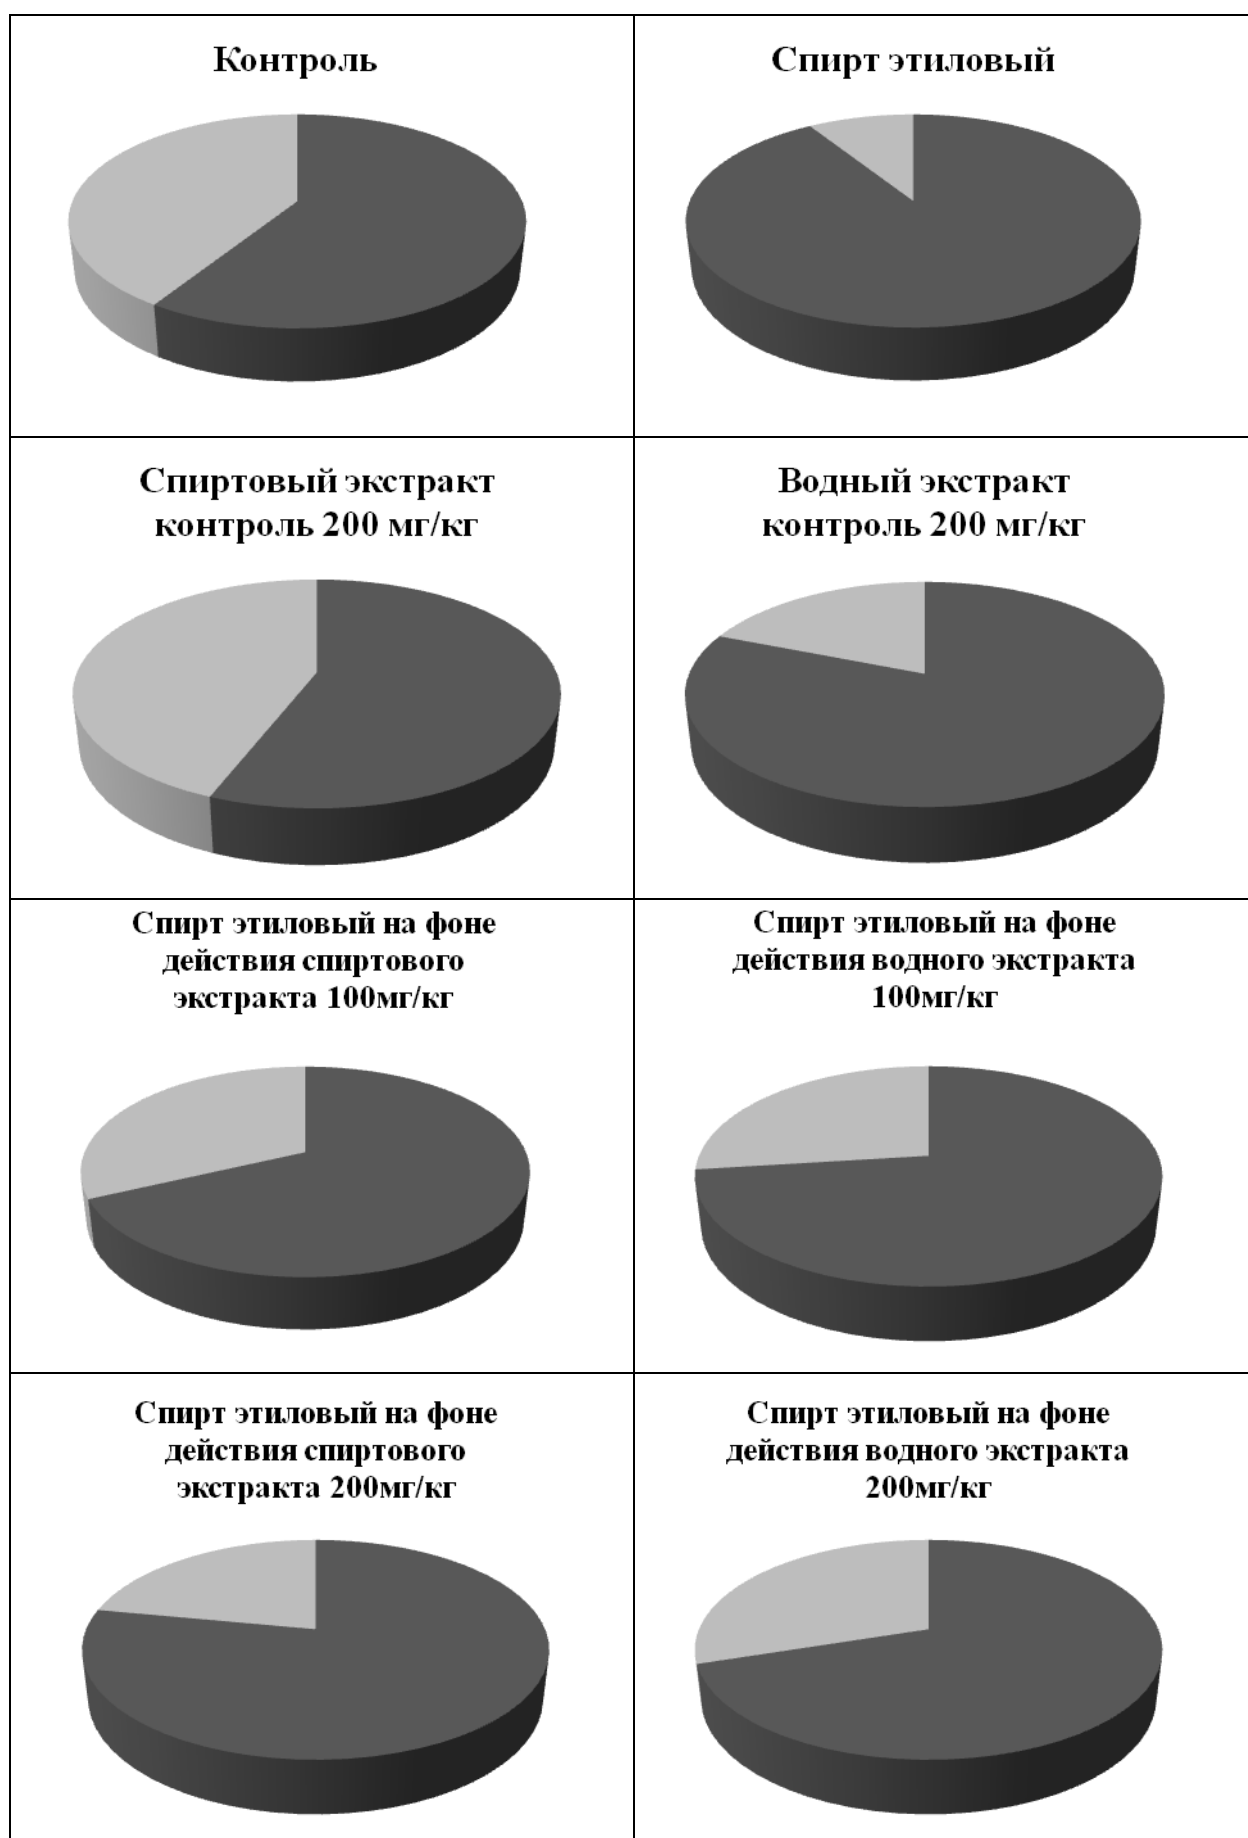 Контроль
Спирт этиловый
Спиртовый экстракт
контроль 200 мг/кг
Водный экстракт
контроль 200 мг/кг
Спирт этиловый на фоне
действия спиртового
экстракта 100мг/кг
Спирт этиловый на фоне
действия водного экстракта
100мг/кг
Спирт этиловый на фоне
действия спиртового
экстракта 200мг/кг
Спирт этиловый на фоне
действия водного экстракта
200мг/кг